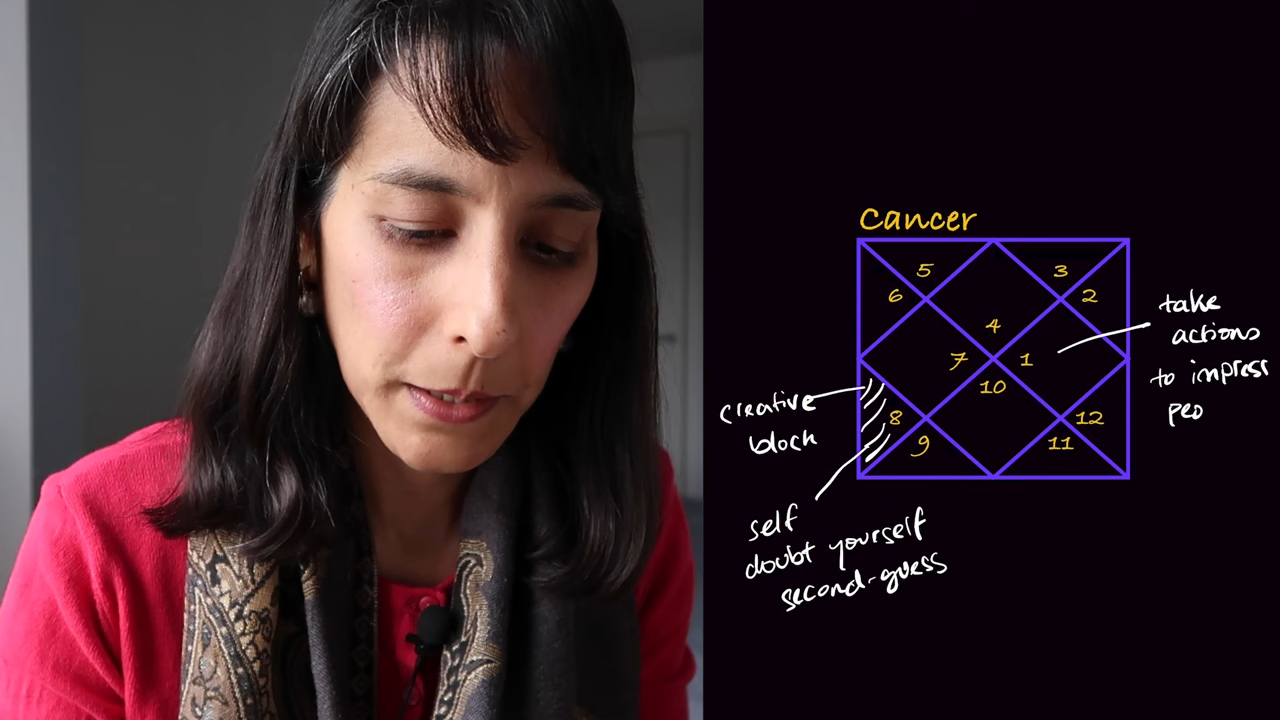 Cancer
5
3
6
2
4
7
1
10
8
12
9
11
take
actions
to impress
peo
creative
block
self
doubt yourself
second-guess